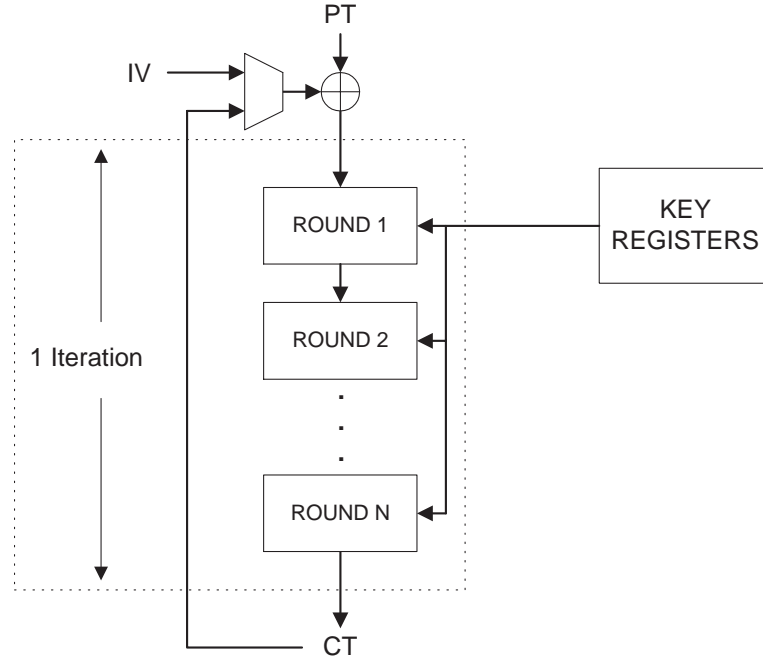 PT
IV
ROUND 1
KEY
REGISTERS
ROUND 2
1 Iteration
ROUND N
CT